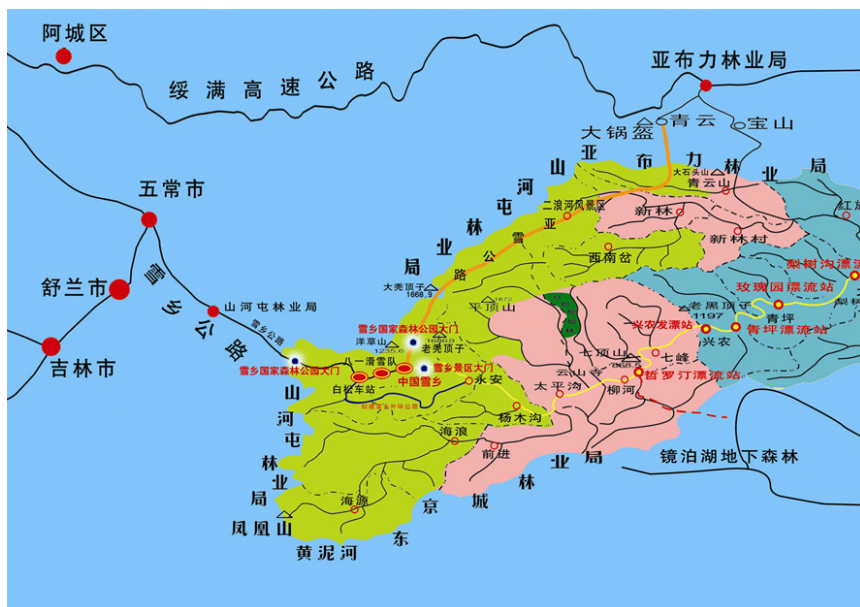 阿城区
绥满高速公路
亚布力林业局
大锅盔
青云
宝山
山河屯林业局
亚布力林业局
大石头山
青云山
五常市
二浪河风景区
新林
红旗
新林村
亚雪公路
西南岔
舒兰市
雪乡公路
大秃顶子
1668.9
平顶山
梨树沟漂流
玫瑰园漂流站
老黑顶子
1197
青坪
山河屯林业局
雪乡公路
雪乡国家森林公园大门
洋草山
1235.6
老秃顶子
兴农发漂站
兴农
青坪漂流站
吉林市
雪乡国家森林公园大门
八一滑雪队
雪乡景区大门
七顶山
七峰
云山寺
白松车站
中国雪乡
永安
太平沟
柳河
哲罗汀漂流站
杨木沟
山河屯林业局
海浪
前进
镜泊湖地下森林
海源
凤凰山
黄泥河
东京城林业局